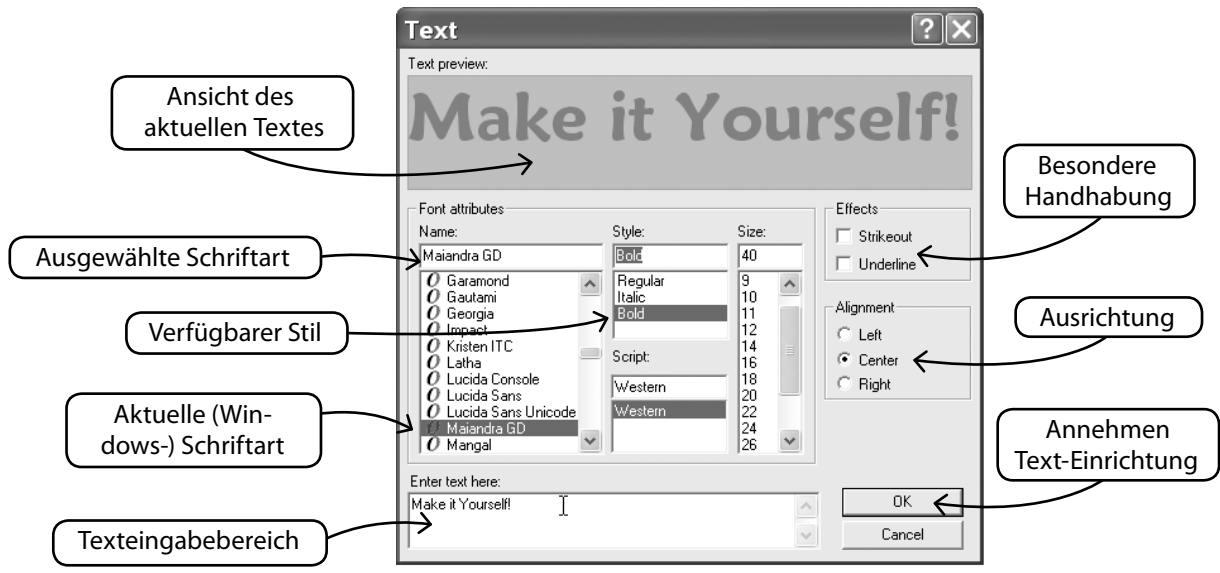 Text
Text preview:
Make it Yourself!
Ansicht des
aktuellen Textes
Besondere
Handhabung
Font attributes
Name:
Style:
Size:
Effects
Maiandra GD
Bold
40
Strikeout
Underline
Ausgewählte Schriftart
Garamond
Gautami
Georgia
Impact
Kristen ITC
Latha
Lucida Console
Lucida Sans
Lucida Sans Unicode
Maiandra GD
Mangal
Regular
Italic
Bold
9
10
11
12
14
16
18
20
22
24
26
Verfügbarer Stil
Script:
Western
Western
Alignment
Left
Center
Right
Ausrichtung
Aktuelle (Win-
dows-) Schriftart
Annehmen
Text-Einrichtung
Enter text here:
Make it Yourself!
Texteingabebereich
OK
Cancel